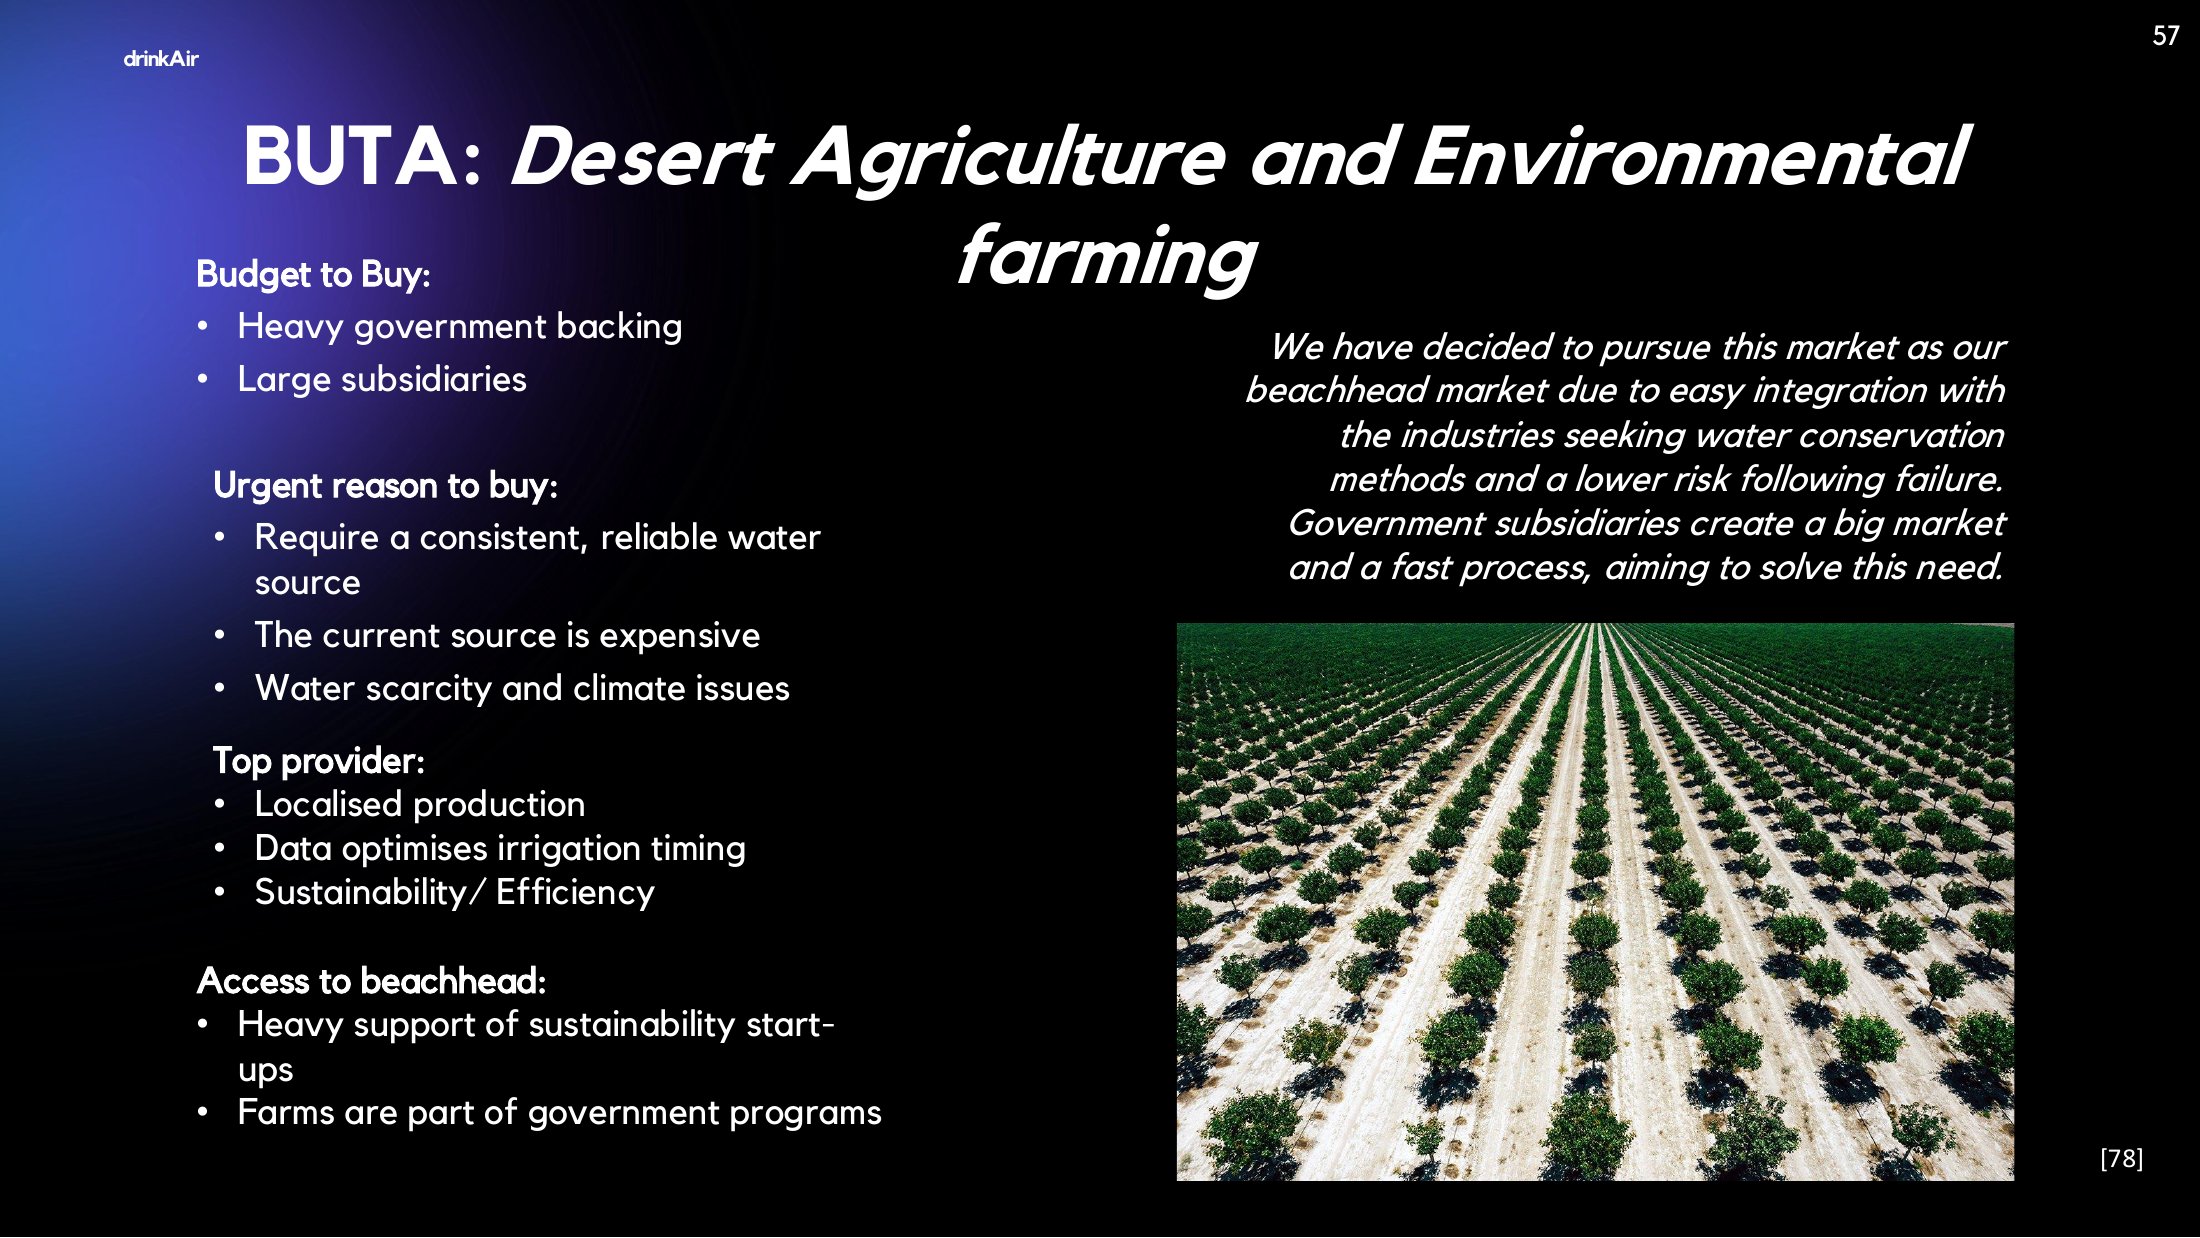 57
drinkAir
BUTA: Desert Agriculture and Environmental
farming
Budget to Buy:
• Heavy government backing
• Large subsidiaries
Urgent reason to buy:
• Require a consistent, reliable water
source
• The current source is expensive
• Water scarcity and climate issues
Top provider:
• Localised production
• Data optimises irrigation timing
• Sustainability/ Efficiency
Access to beachhead:
• Heavy support of sustainability start-
ups
• Farms are part of government programs
We have decided to pursue this market as our
beachhead market due to easy integration with
the industries seeking water conservation
methods and a lower risk following failure.
Government subsidiaries create a big market
and a fast process, aiming to solve this need.
[78]